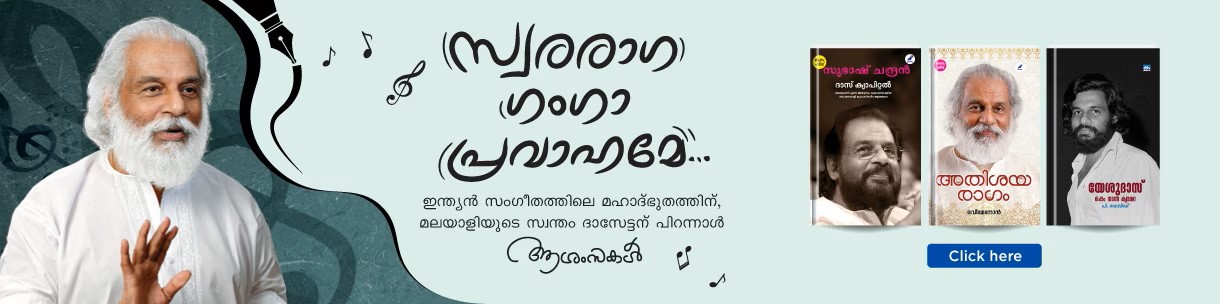 സ്വരരാഗ
ഗംഗാ
പ്രവാഹമേ...
ഇന്ത്യൻ സംഗീതത്തിലെ മഹാദ്ഭുതത്തിന്,
മലയാളിയുടെ സ്വന്തം ദാസേട്ടന് പിറന്നാൾ
ആശംസകൾ
സുഭാഷ് ചന്ദ്രൻ
ദാസ് ക്യാപിറ്റൽ
അതിശയ
രാഗം
രവിമേനോൻ
യേശുദാസ്
Click here